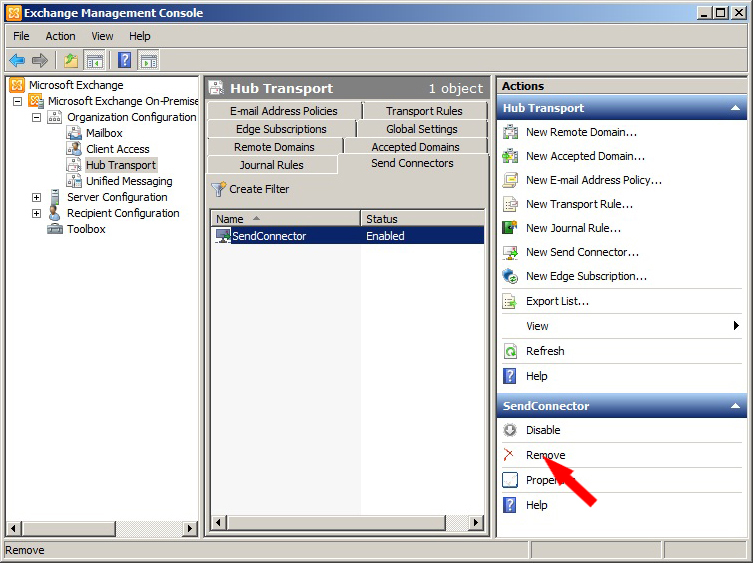 Exchange Management Console
File Action View Help
Microsoft Exchange
Microsoft Exchange On-Premise
Organization Configuration
Mailbox
Client Access
Hub Transport
Unified Messaging
Server Configuration
Recipient Configuration
Toolbox
Hub Transport 1 object
E-mail Address Policies Transport Rules
Edge Subscriptions Global Settings
Remote Domains Accepted Domains
Journal Rules Send Connectors
Create Filter
Name Status
SendConnector Enabled
Actions
Hub Transport
New Remote Domain...
New Accepted Domain...
New E-mail Address Policy...
New Transport Rule...
New Journal Rule...
New Send Connector...
New Edge Subscription...
Export List...
View
Refresh
Help
SendConnector
Disable
Remove
Proper
Help
Remove